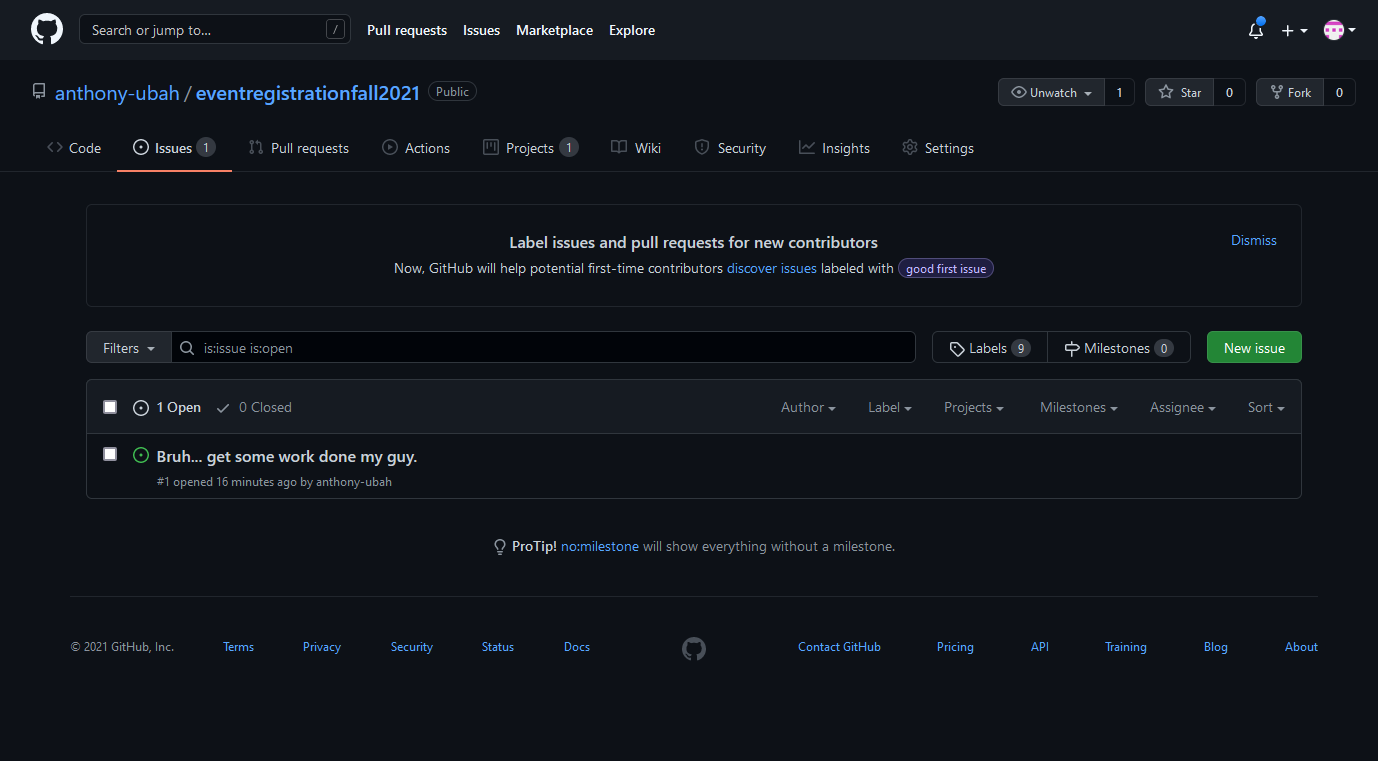 Search or jump to... / Pull requests Issues Marketplace Explore
anthony-ubah / eventregistrationfall2021 Public Unwatch 1 Star 0 Fork 0
Code Issues 1 Pull requests Actions Projects 1 Wiki Security Insights Settings
Label issues and pull requests for new contributors Dismiss
Now, GitHub will help potential first-time contributors discover issues labeled with good first issue
Filters is:issue is:open Labels 9 Milestones 0 New issue
1 Open 0 Closed Author Label Projects Milestones Assignee Sort
Bruh... get some work done my guy.
#1 opened 16 minutes ago by anthony-ubah
ProTip! no:milestone will show everything without a milestone.
© 2021 GitHub, Inc. Terms Privacy Security Status Docs Contact GitHub Pricing API Training Blog About